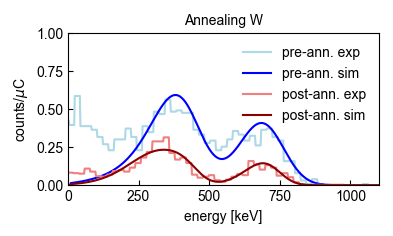 Annealing W
counts/μC
1.00
0.75
0.50
0.25
0.00
pre-ann. exp
pre-ann. sim
post-ann. exp
post-ann. sim
0 250 500 750 1000
energy [keV]